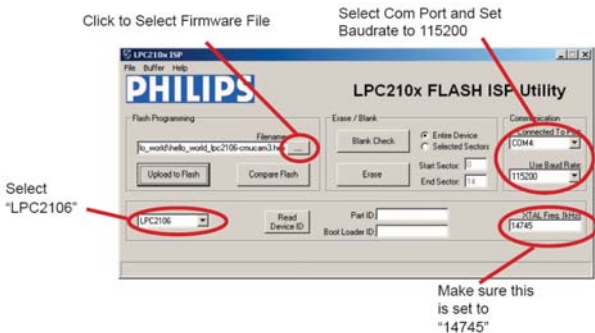 Click to Select Firmware File
Select Com Port and Set
Baudrate to 115200
LPC210x ISP
File Buffer Help
PHILIPS
LPC210x FLASH ISP Utility
Flash Programming
Erase / Blank
Communication
Filename:
lo_world\hello_world_lpc2106-cmucam3.hex
...
Blank Check
Entire Device
Selected Sectors
Connected To Port:
COM4:
Upload to Flash
Compare Flash
Erase
Start Sector: 0
End Sector: 14
Use Baud Rate:
115200
Select
"LPC2106"
LPC2106
Read
Device ID
Part ID:
Boot Loader ID:
XTAL Freq. [kHz]
14745
Make sure this
is set to
"14745"